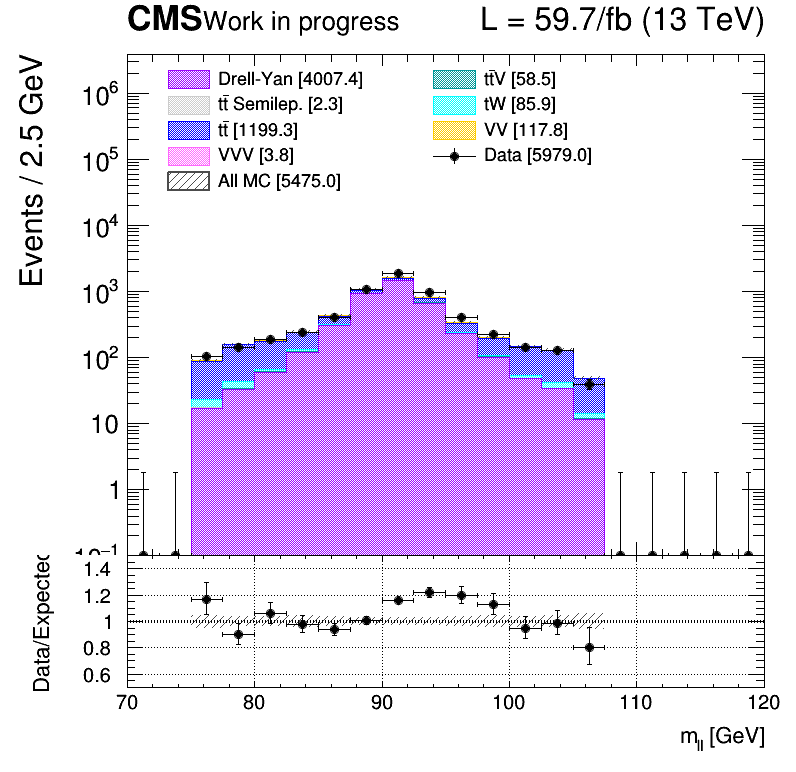 CMS Work in progress L = 59.7/fb (13 TeV)
Events / 2.5 GeV
Drell-Yan [4007.4]
tt̄ Semilep. [2.3]
tt̄ [1199.3]
VVV [3.8]
All MC [5475.0]
tt̄V [58.5]
tW [85.9]
VV [117.8]
Data [5979.0]
10⁶
10⁵
10⁴
10³
10²
10
1
10⁻¹
Data/Expected
1.4
1.2
1
0.8
0.6
70 80 90 100 110 120
m_ll [GeV]